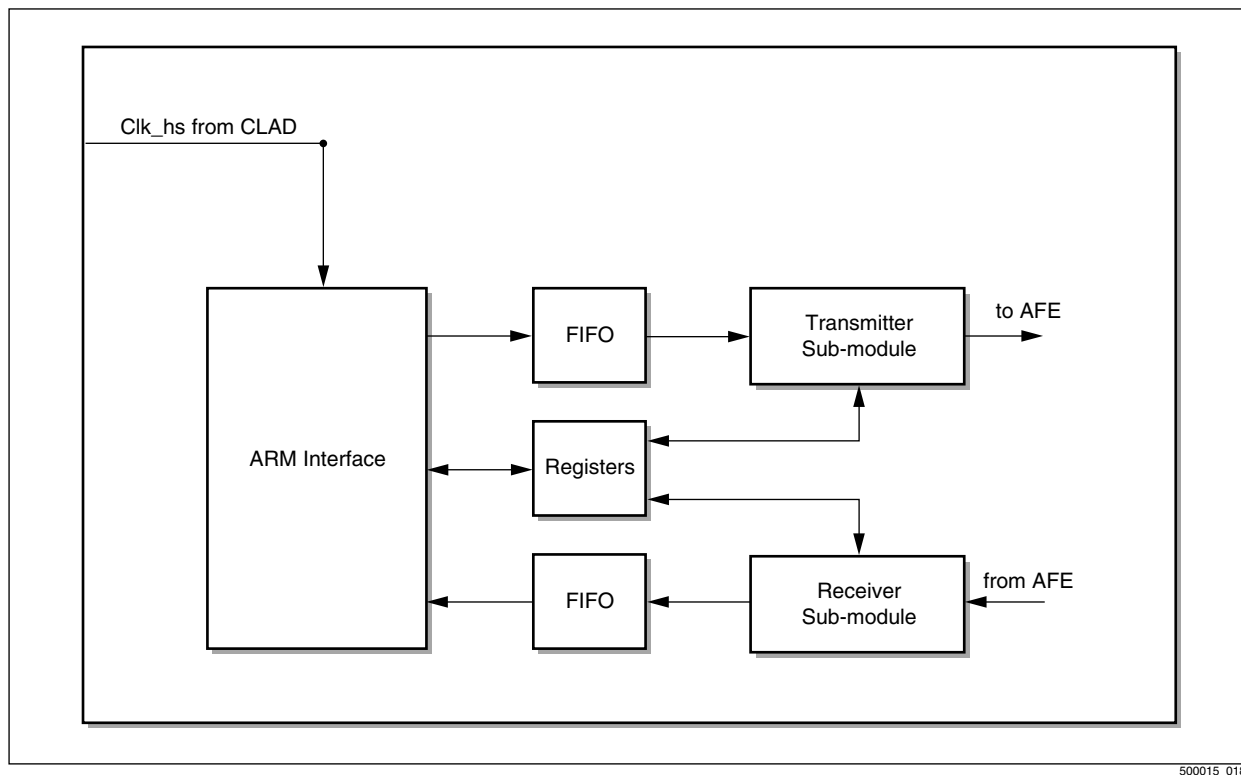 Clk_hs from CLAD
FIFO
Transmitter
Sub-module
to AFE
ARM Interface
Registers
FIFO
Receiver
Sub-module
from AFE